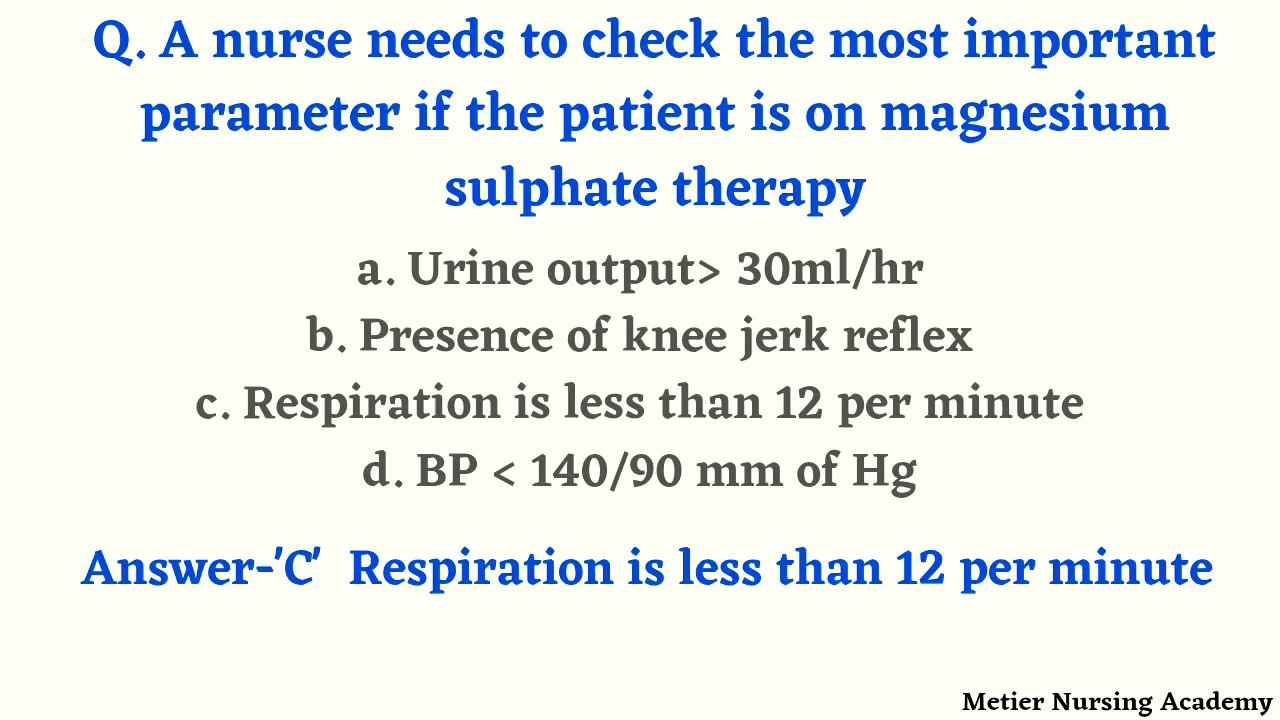 Q. A nurse needs to check the most important
parameter if the patient is on magnesium
sulphate therapy
a. Urine output> 30ml/hr
b. Presence of knee jerk reflex
c. Respiration is less than 12 per minute
d. BP < 140/90 mm of Hg
Answer-'C' Respiration is less than 12 per minute
Metier Nursing Academy